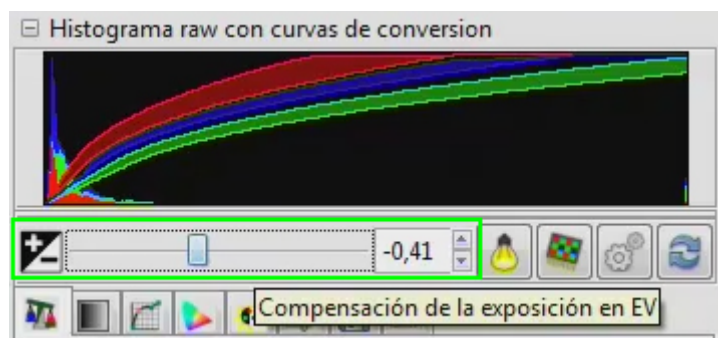 Histograma raw con curvas de conversion
-0,41
Compensación de la exposición en EV